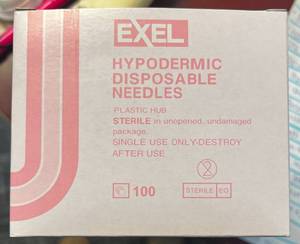 EXEL
HYPODERMIC
DISPOSABLE
NEEDLES
PLASTIC HUB
STERILE in unopened, undamaged
package.
SINGLE USE ONLY-DESTROY
AFTER USE
2
100
STERILE EO